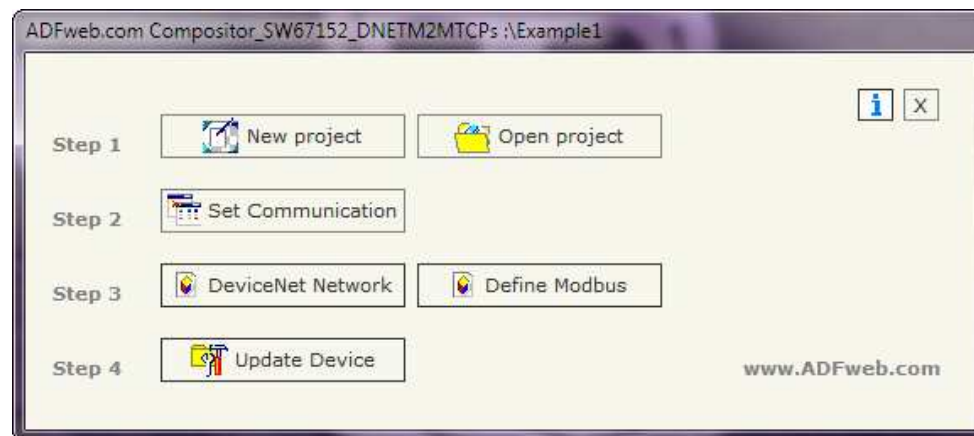 ADFweb.com Compositor_SW67152_DNETM2MTCPs :\Example1
i X
Step 1 New project Open project
Step 2 Set Communication
Step 3 DeviceNet Network Define Modbus
Step 4 Update Device www.ADFweb.com